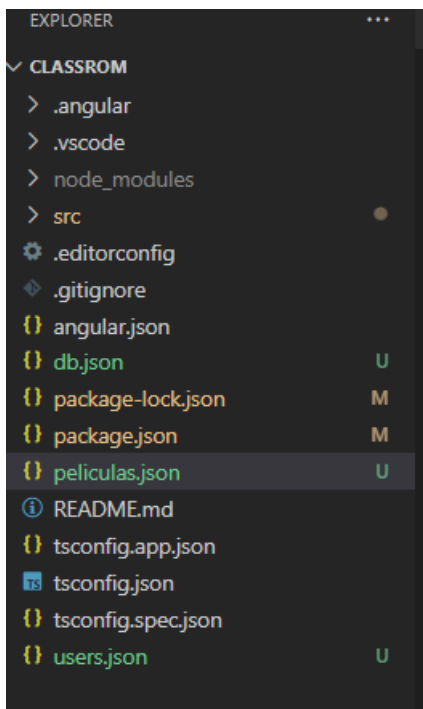 EXPLORER ...
CLASSROM
.angular
.vscode
node_modules
src
.editorconfig
.gitignore
{} angular.json
{} db.json U
{} package-lock.json M
{} package.json M
{} peliculas.json U
README.md
{} tsconfig.app.json
TS tsconfig.json
{} tsconfig.spec.json
{} users.json U